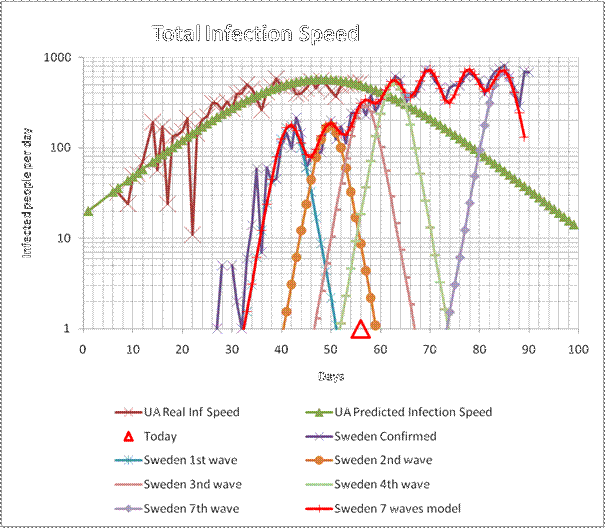 Total Infection Speed
Infected people per day
1000
100
10
1
0 10 20 30 40 50 60 70 80 90 100
Days
UA Real Inf Speed UA Predicted Infection Speed
Today Sweden Confirmed
Sweden 1st wave Sweden 2nd wave
Sweden 3nd wave Sweden 4th wave
Sweden 7th wave Sweden 7 waves model